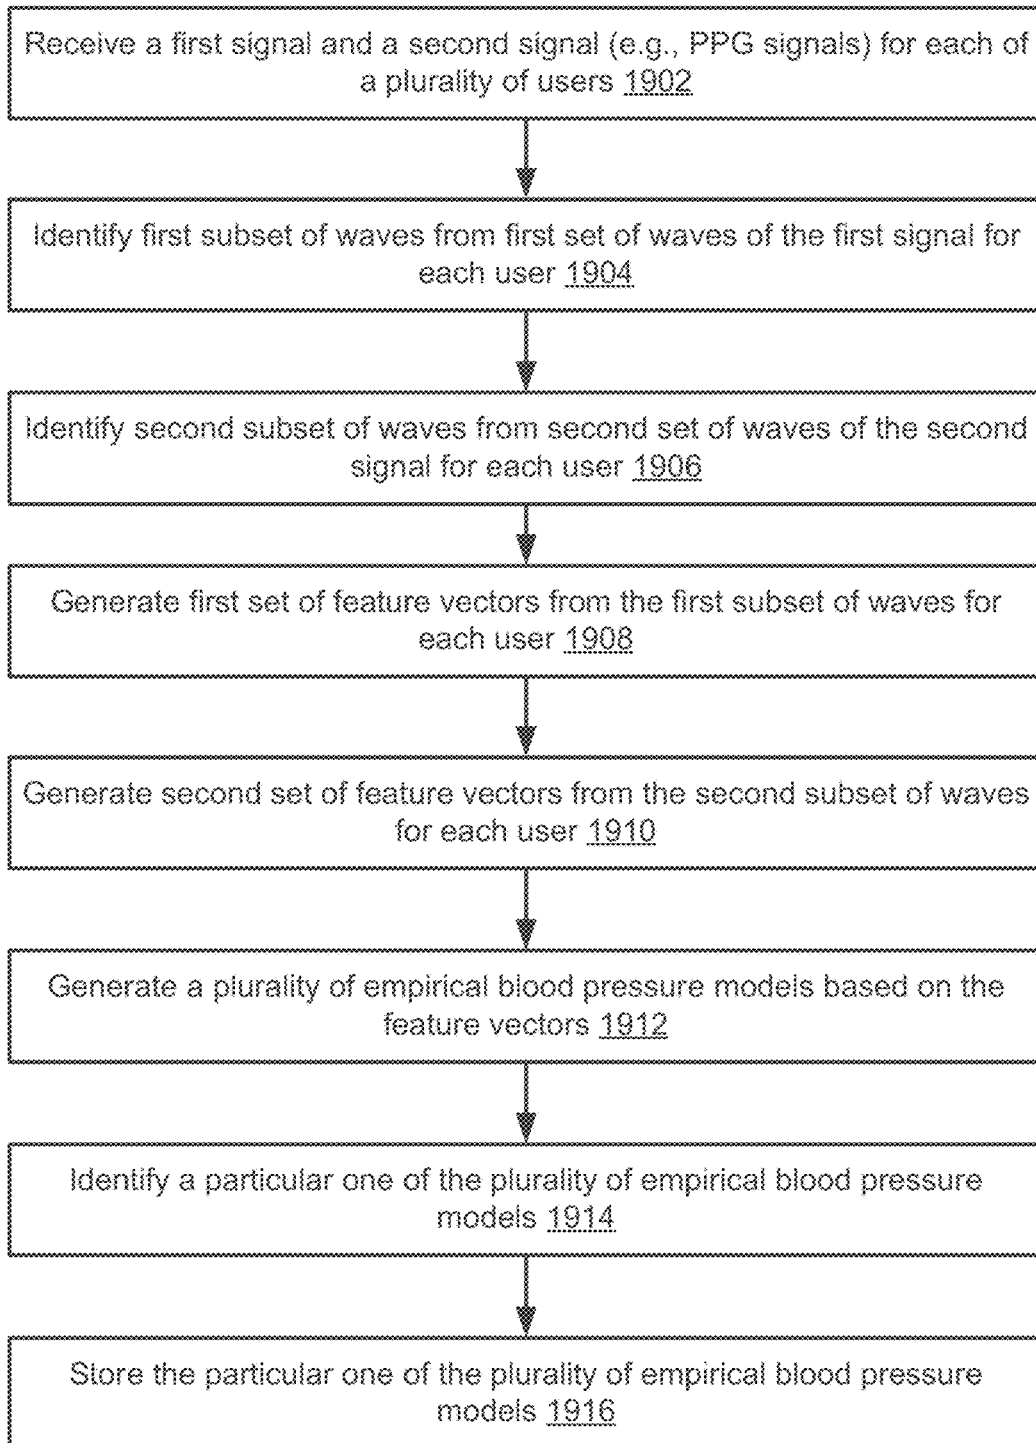 Receive a first signal and a second signal (e.g., PPG signals) for each of
a plurality of users 1902
Identify first subset of waves from first set of waves of the first signal for
each user 1904
Identify second subset of waves from second set of waves of the second
signal for each user 1906
Generate first set of feature vectors from the first subset of waves for
each user 1908
Generate second set of feature vectors from the second subset of waves
for each user 1910
Generate a plurality of empirical blood pressure models based on the
feature vectors 1912
Identify a particular one of the plurality of empirical blood pressure
models 1914
Store the particular one of the plurality of empirical blood pressure
models 1916